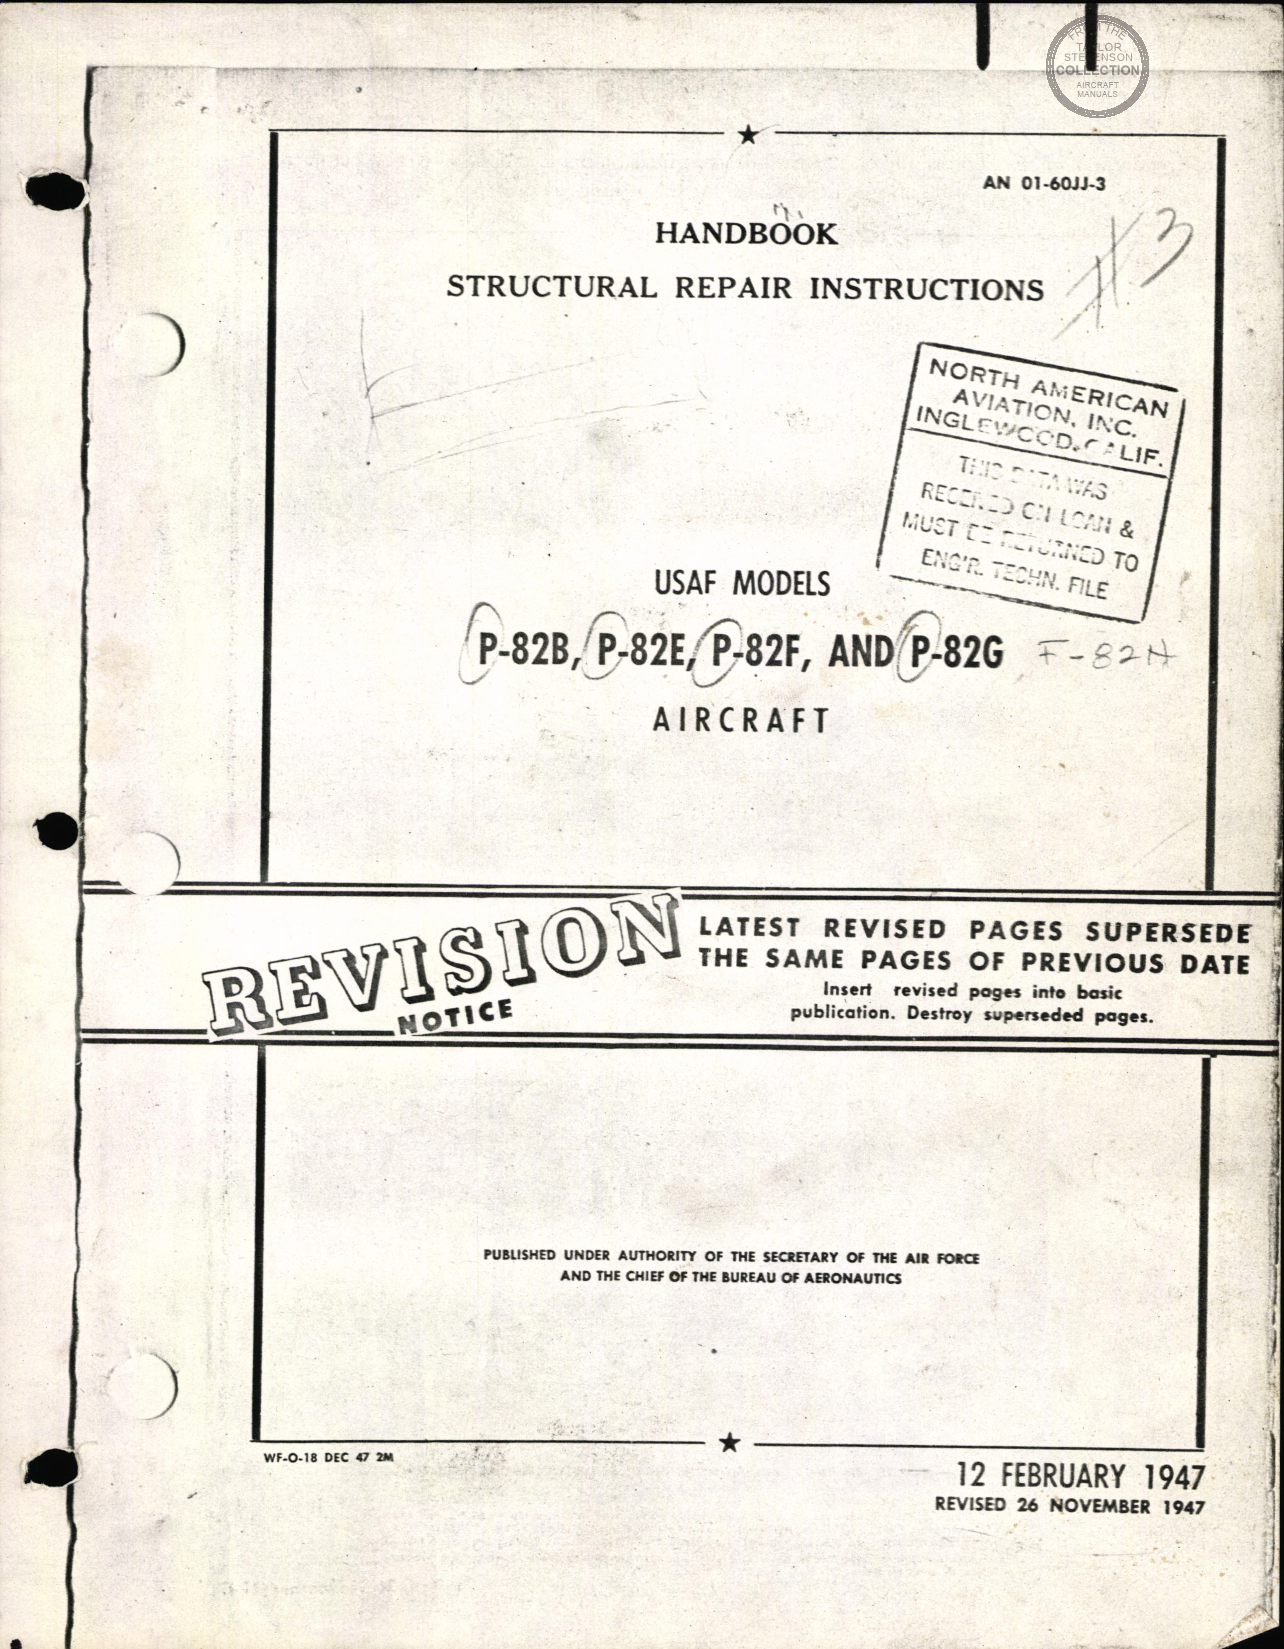 FROM THE
TAYLOR
STEVENSON
COLLECTION
AIRCRAFT
MANUALS
AN 01-60JJ-3
HANDBOOK
STRUCTURAL REPAIR INSTRUCTIONS
#3
NORTH AMERICAN
AVIATION, INC.
INGLEWOOD, CALIF.
THIS DATA WAS
RECEIVED ON LOAN &
MUST BE RETURNED TO
ENG'R. TECHN. FILE
USAF MODELS
P-82B, P-82E, P-82F, AND P-82G F-82H
AIRCRAFT
REVISION
NOTICE
LATEST REVISED PAGES SUPERSEDE
THE SAME PAGES OF PREVIOUS DATE
Insert revised pages into basic
publication. Destroy superseded pages.
PUBLISHED UNDER AUTHORITY OF THE SECRETARY OF THE AIR FORCE
AND THE CHIEF OF THE BUREAU OF AERONAUTICS
WF-O-18 DEC 47 2M
12 FEBRUARY 1947
REVISED 26 NOVEMBER 1947